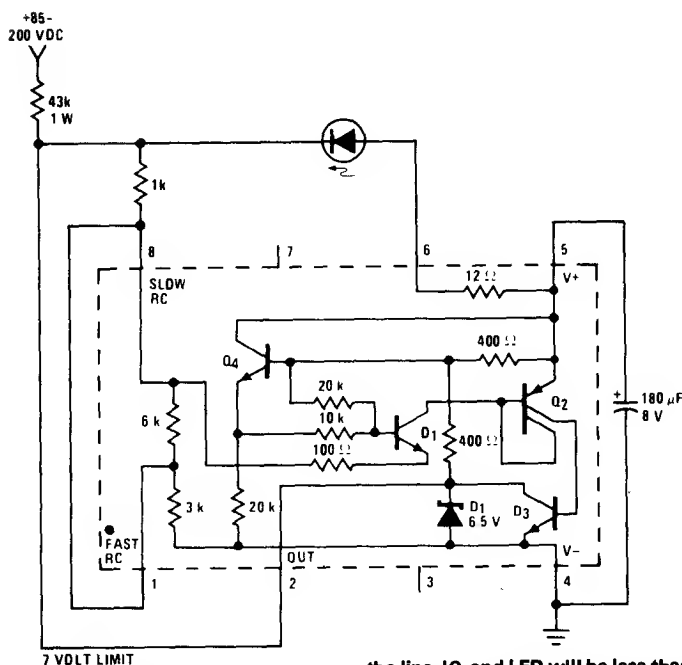 +85-
200 VDC
43k
1 W
1k
8
7
6
5
SLOW
RC
12 Ω
V+
Q4
400 Ω
20 k
10 k
100 Ω
D1
Q2
180 μF
8 V
+
6 k
400 Ω
3 k
20 k
D1
6.5 V
D3
FAST
RC
OUT
V−
1
2
3
4
7 VOLT LIMIT
the line, IC, and LED will be less than